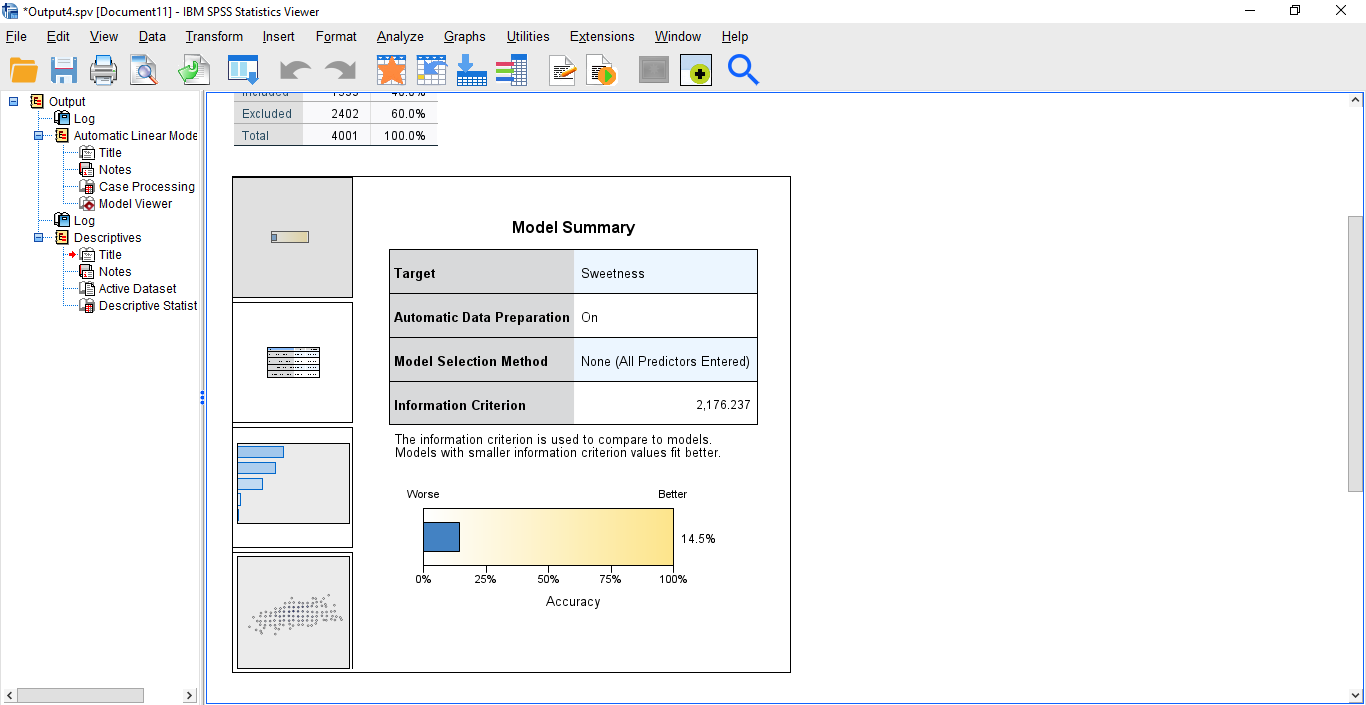 *Output4.spv [Document11] - IBM SPSS Statistics Viewer
File Edit View Data Transform Insert Format Analyze Graphs Utilities Extensions Window Help
Output
Log
Automatic Linear Mode
Title
Notes
Case Processing
Model Viewer
Log
Descriptives
Title
Notes
Active Dataset
Descriptive Statist
Excluded 2402 60.0%
Total 4001 100.0%
Model Summary
Target Sweetness
Automatic Data Preparation On
Model Selection Method None (All Predictors Entered)
Information Criterion 2,176.237
The information criterion is used to compare to models.
Models with smaller information criterion values fit better.
Worse Better
14.5%
0% 25% 50% 75% 100%
Accuracy